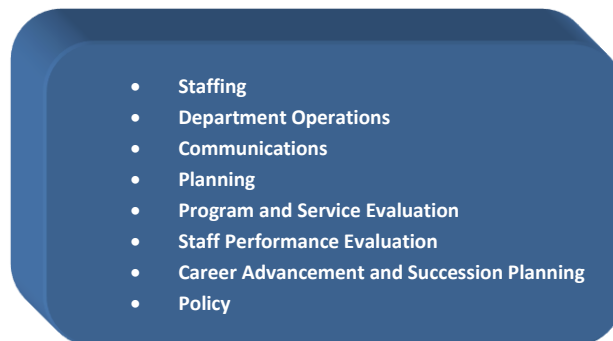 • Staffing
• Department Operations
• Communications
• Planning
• Program and Service Evaluation
• Staff Performance Evaluation
• Career Advancement and Succession Planning
• Policy